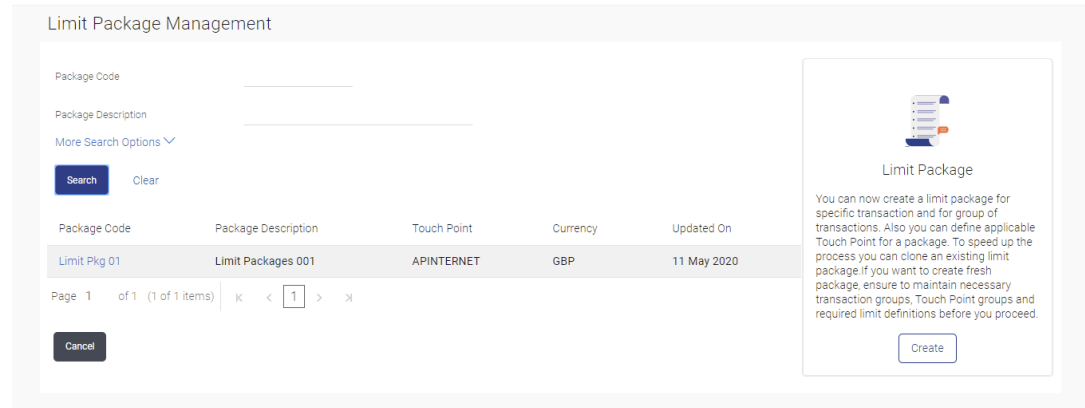 Limit Package Management
Package Code
Package Description
More Search Options
Search Clear
Package Code Package Description Touch Point Currency Updated On
Limit Pkg 01 Limit Packages 001 APINTERNET GBP 11 May 2020
Page 1 of 1 (1 of 1 items) K < 1 > X
Cancel
Limit Package
You can now create a limit package for
specific transaction and for group of
transactions. Also you can define applicable
Touch Point for a package. To speed up the
process you can clone an existing limit
package.If you want to create fresh
package, ensure to maintain necessary
transaction groups, Touch Point groups and
required limit definitions before you proceed.
Create